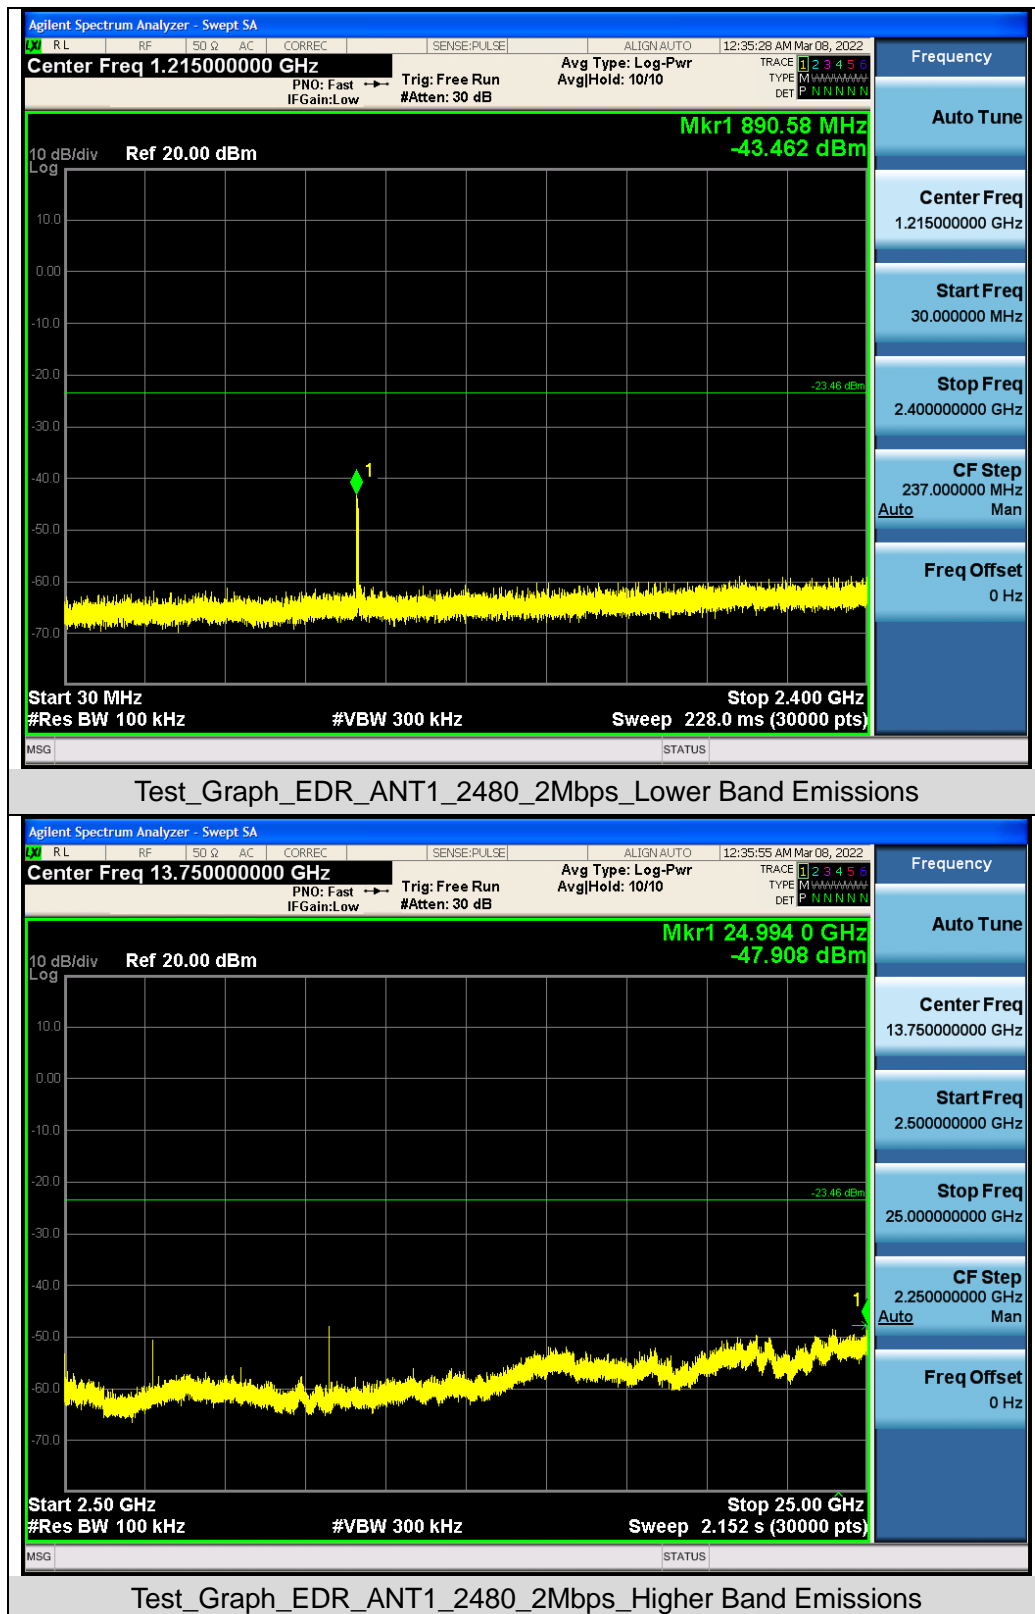 Agilent Spectrum Analyzer - Swept SA
LXI RL RF 50 Ω AC CORREC SENSE:PULSE ALIGN AUTO 12:35:28 AM Mar 08, 2022
Center Freq 1.215000000 GHz
PNO: Fast
IFGain:Low
Trig: Free Run
#Atten: 30 dB
Avg Type: Log-Pwr
Avg|Hold: 10/10
TRACE 1 2 3 4 5 6
TYPE M WWWWW
DET P N N N N N
Mkr1 890.58 MHz
-43.462 dBm
10 dB/div Ref 20.00 dBm
Log
10.0
0.00
-10.0
-20.0
-23.46 dBm
-30.0
-40.0
1
-50.0
-60.0
-70.0
Start 30 MHz Stop 2.400 GHz
#Res BW 100 kHz #VBW 300 kHz Sweep 228.0 ms (30000 pts)
MSG STATUS
Frequency
Auto Tune
Center Freq
1.215000000 GHz
Start Freq
30.000000 MHz
Stop Freq
2.400000000 GHz
CF Step
237.000000 MHz
Auto Man
Freq Offset
0 Hz
Test_Graph_EDR_ANT1_2480_2Mbps_Lower Band Emissions
Agilent Spectrum Analyzer - Swept SA
LXI RL RF 50 Ω AC CORREC SENSE:PULSE ALIGN AUTO 12:35:55 AM Mar 08, 2022
Center Freq 13.750000000 GHz
PNO: Fast
IFGain:Low
Trig: Free Run
#Atten: 30 dB
Avg Type: Log-Pwr
Avg|Hold: 10/10
TRACE 1 2 3 4 5 6
TYPE M WWWWW
DET P N N N N N
Mkr1 24.994 0 GHz
-47.908 dBm
10 dB/div Ref 20.00 dBm
Log
10.0
0.00
-10.0
-20.0
-23.46 dBm
-30.0
-40.0
1
-50.0
-60.0
-70.0
Start 2.50 GHz Stop 25.00 GHz
#Res BW 100 kHz #VBW 300 kHz Sweep 2.152 s (30000 pts)
MSG STATUS
Frequency
Auto Tune
Center Freq
13.750000000 GHz
Start Freq
2.500000000 GHz
Stop Freq
25.000000000 GHz
CF Step
2.250000000 GHz
Auto Man
Freq Offset
0 Hz
Test_Graph_EDR_ANT1_2480_2Mbps_Higher Band Emissions